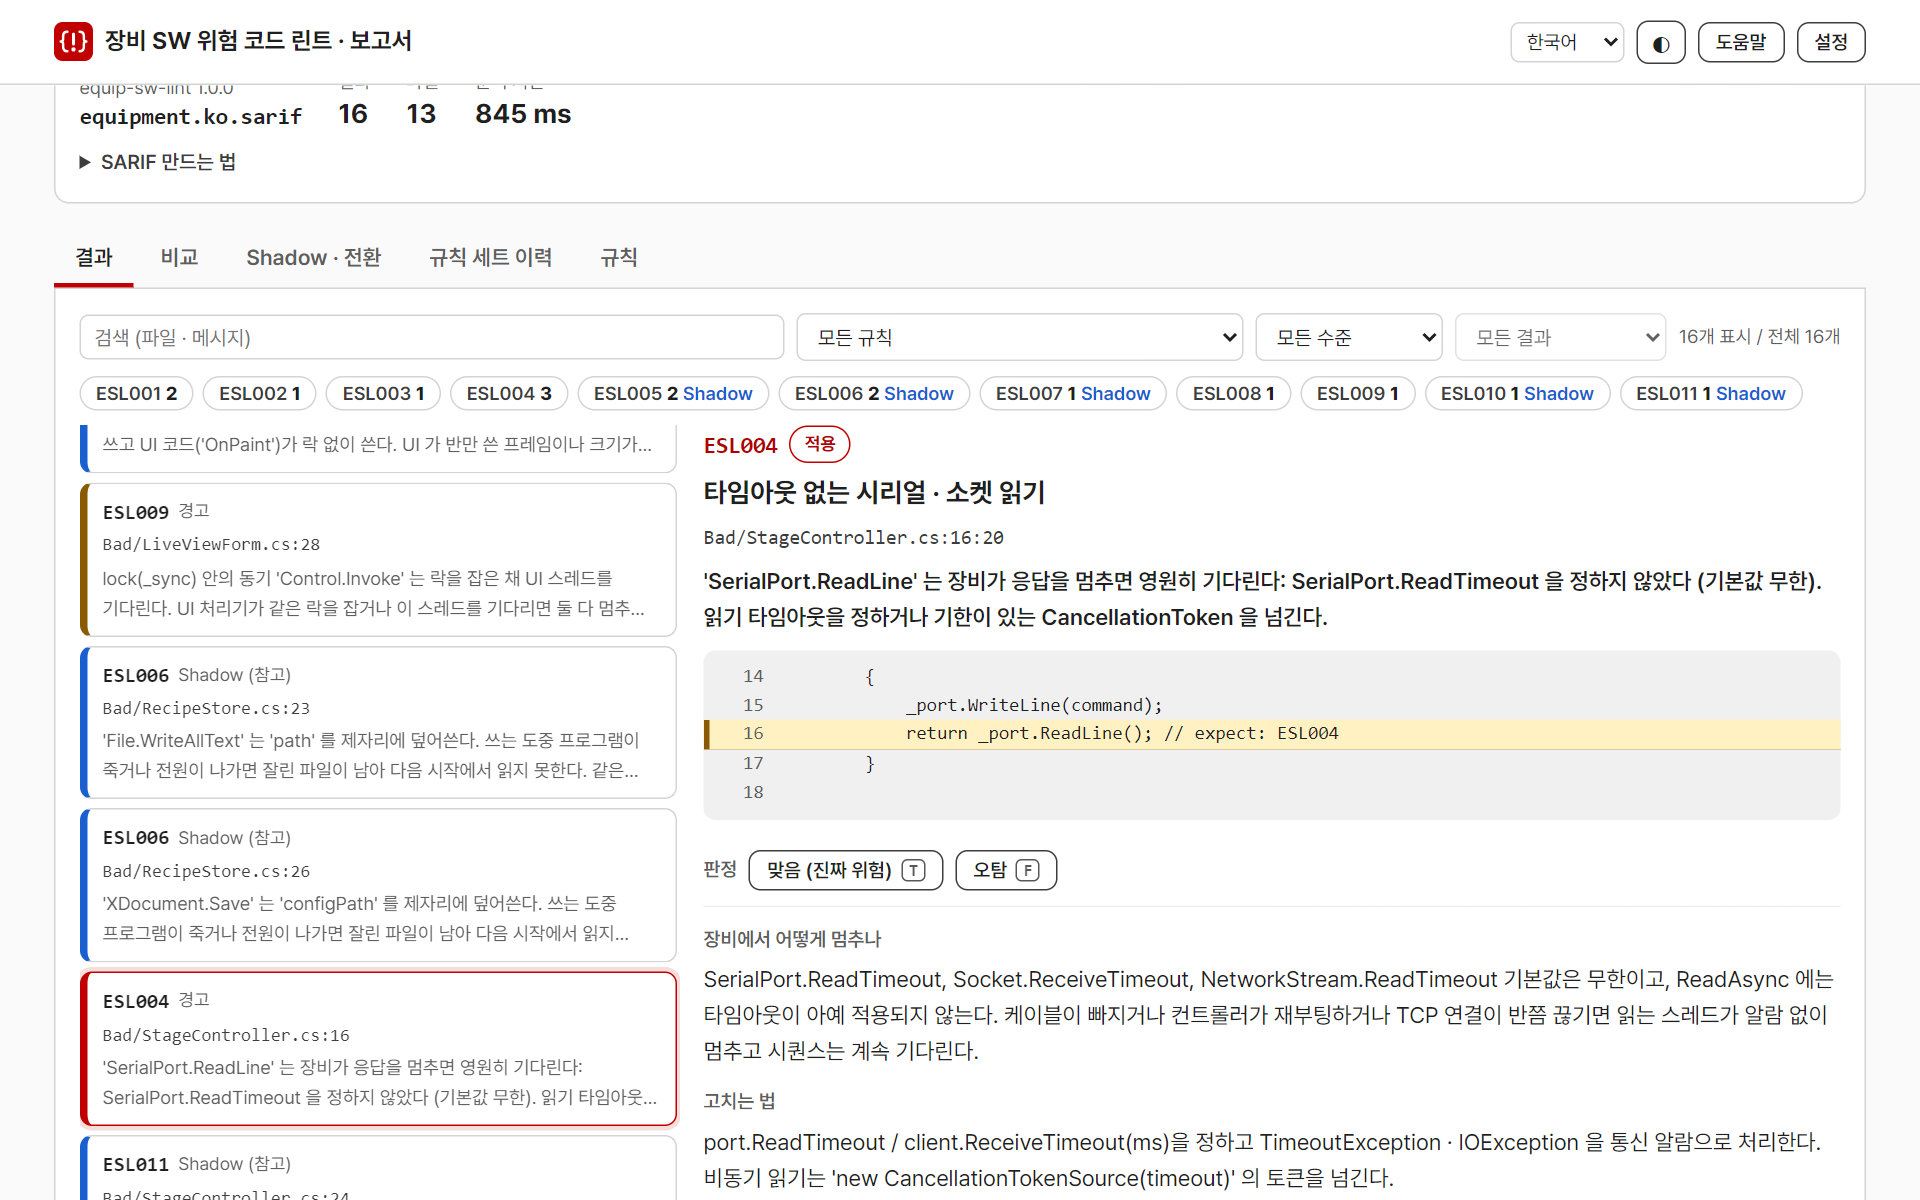 {!} 장비 SW 위험 코드 린트 · 보고서
한국어
도움말
설정
equip-sw-lint 1.0.0
equipment.ko.sarif
16
13
845 ms
▶ SARIF 만드는 법
결과 비교 Shadow · 전환 규칙 세트 이력 규칙
검색 (파일 · 메시지)
모든 규칙
모든 수준
모든 결과
16개 표시 / 전체 16개
ESL001 2
ESL002 1
ESL003 1
ESL004 3
ESL005 2 Shadow
ESL006 2 Shadow
ESL007 1 Shadow
ESL008 1
ESL009 1
ESL010 1 Shadow
ESL011 1 Shadow
쓰고 UI 코드('OnPaint')가 락 없이 쓴다. UI 가 반만 쓴 프레임이나 크기가...
ESL009 경고
Bad/LiveViewForm.cs:28
lock(_sync) 안의 동기 'Control.Invoke' 는 락을 잡은 채 UI 스레드를
기다린다. UI 처리기가 같은 락을 잡거나 이 스레드를 기다리면 둘 다 멈추...
ESL006 Shadow (참고)
Bad/RecipeStore.cs:23
'File.WriteAllText' 는 'path' 를 제자리에 덮어쓴다. 쓰는 도중 프로그램이
죽거나 전원이 나가면 잘린 파일이 남아 다음 시작에서 읽지 못한다. 같은...
ESL006 Shadow (참고)
Bad/RecipeStore.cs:26
'XDocument.Save' 는 'configPath' 를 제자리에 덮어쓴다. 쓰는 도중
프로그램이 죽거나 전원이 나가면 잘린 파일이 남아 다음 시작에서 읽지...
ESL004 경고
Bad/StageController.cs:16
'SerialPort.ReadLine' 는 장비가 응답을 멈추면 영원히 기다린다:
SerialPort.ReadTimeout 을 정하지 않았다 (기본값 무한). 읽기 타임아웃...
ESL011 Shadow (참고)
Bad/StageController.cs:24
ESL004 적용
타임아웃 없는 시리얼 · 소켓 읽기
Bad/StageController.cs:16:20
'SerialPort.ReadLine' 는 장비가 응답을 멈추면 영원히 기다린다: SerialPort.ReadTimeout 을 정하지 않았다 (기본값 무한).
읽기 타임아웃을 정하거나 기한이 있는 CancellationToken 을 넘긴다.
14 {
15 _port.WriteLine(command);
16 return _port.ReadLine(); // expect: ESL004
17 }
18
판정 맞음 (진짜 위험) T 오탐 F
장비에서 어떻게 멈추나
SerialPort.ReadTimeout, Socket.ReceiveTimeout, NetworkStream.ReadTimeout 기본값은 무한이고, ReadAsync 에는
타임아웃이 아예 적용되지 않는다. 케이블이 빠지거나 컨트롤러가 재부팅하거나 TCP 연결이 반쯤 끊기면 읽는 스레드가 알람 없이
멈추고 시퀀스는 계속 기다린다.
고치는 법
port.ReadTimeout / client.ReceiveTimeout(ms)을 정하고 TimeoutException · IOException 을 통신 알람으로 처리한다.
비동기 읽기는 'new CancellationTokenSource(timeout)' 의 토큰을 넘긴다.